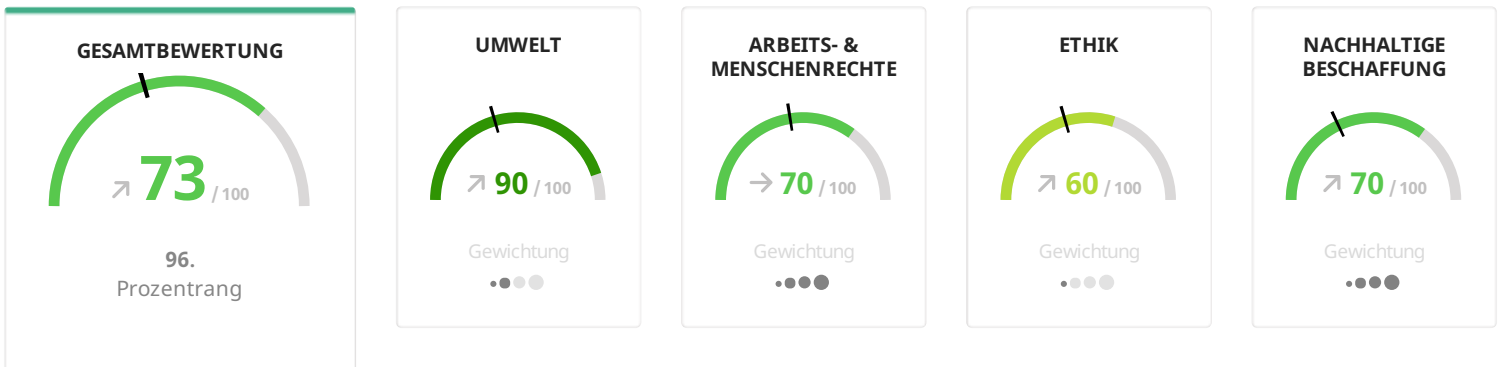 GESAMTBEWERTUNG
73 / 100
96.
Prozentrang
UMWELT
90 / 100
Gewichtung
ARBEITS- &
MENSCHENRECHTE
70 / 100
Gewichtung
ETHIK
60 / 100
Gewichtung
NACHHALTIGE
BESCHAFFUNG
70 / 100
Gewichtung